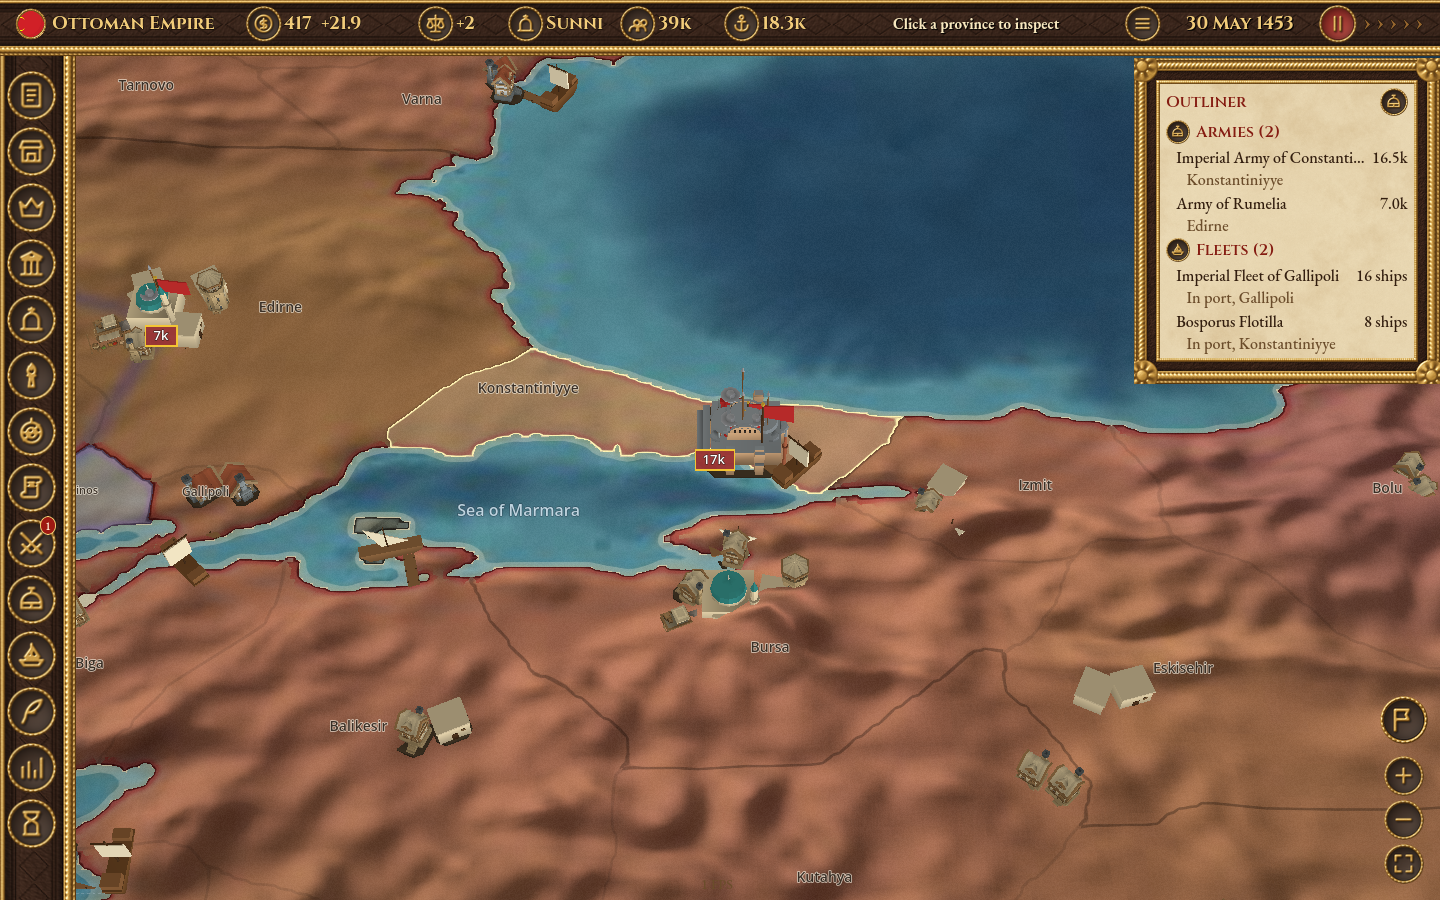 Ottoman Empire 417 +21.9 +2 Sunni 39k 18.3k Click a province to inspect 30 May 1453
Tarnovo
Varna
Outliner
Armies (2)
Imperial Army of Constanti... 16.5k
Konstantiniyye
Army of Rumelia 7.0k
Edirne
Fleets (2)
Imperial Fleet of Gallipoli 16 ships
In port, Gallipoli
Bosporus Flotilla 8 ships
In port, Konstantiniyye
Edirne
7k
Konstantiniyye
17k
inos
Gallipoli
Izmit
Bolu
Sea of Marmara
1
Bursa
Biga
Eskisehir
Balikesir
Kutahya